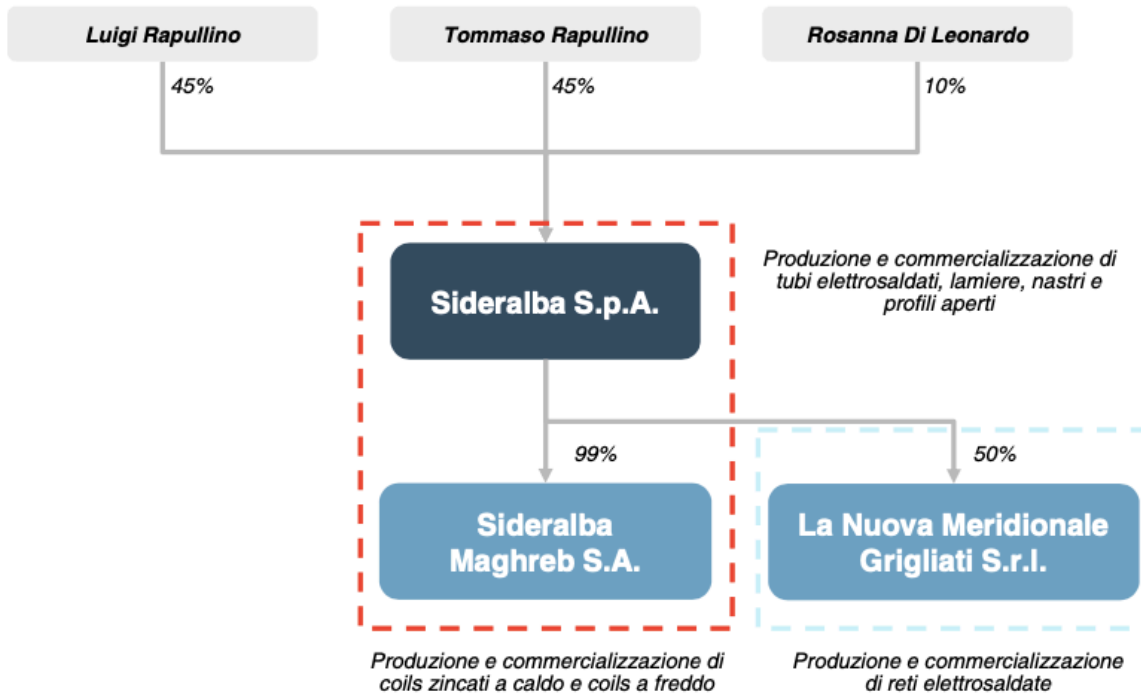 Luigi Rapullino
Tommaso Rapullino
Rosanna Di Leonardo
45%
45%
10%
Sideralba S.p.A.
Produzione e commercializzazione di
tubi elettrosaldati, lamiere, nastri e
profili aperti
99%
50%
Sideralba
Maghreb S.A.
La Nuova Meridionale
Grigliati S.r.l.
Produzione e commercializzazione di
coils zincati a caldo e coils a freddo
Produzione e commercializzazione
di reti elettrosaldate